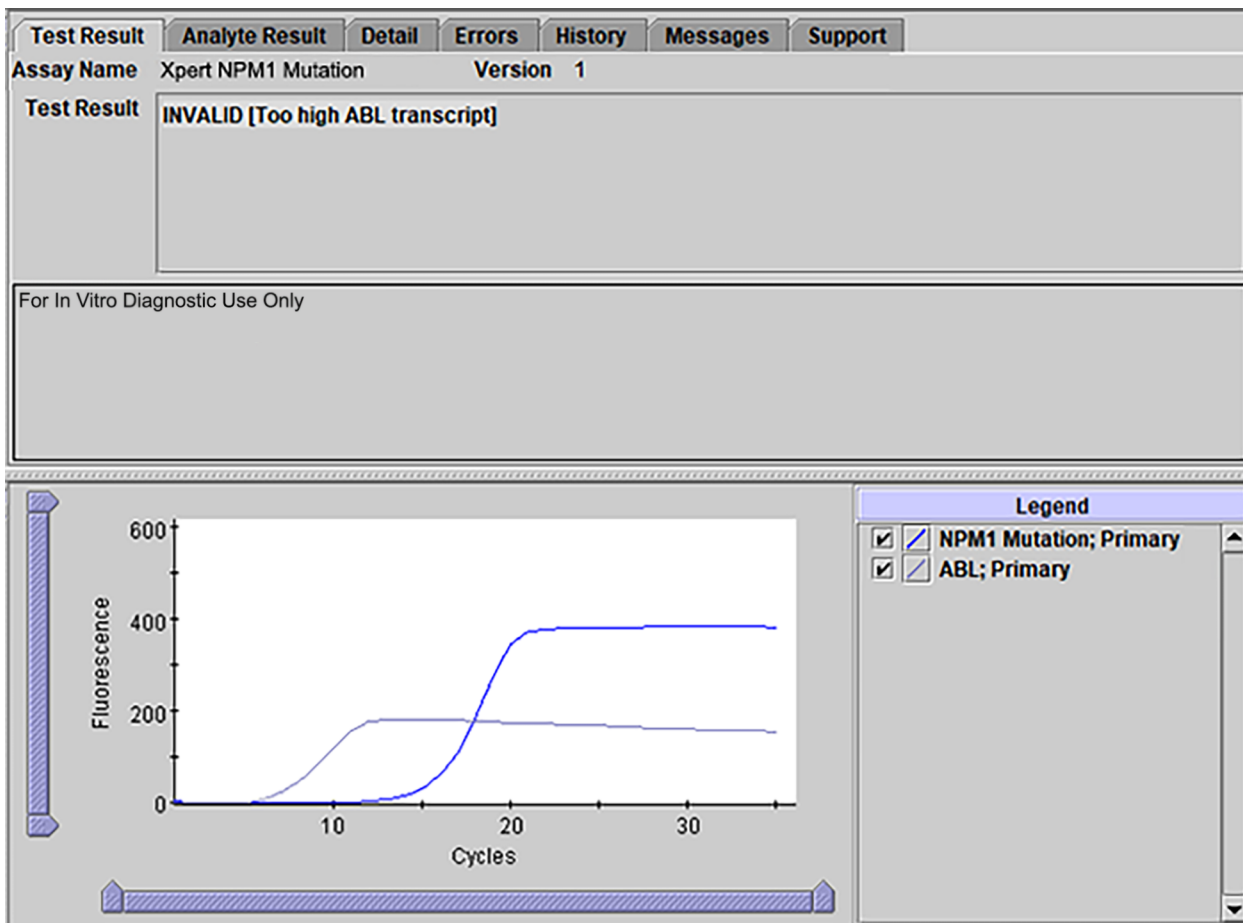 Test Result Analyte Result Detail Errors History Messages Support
Assay Name Xpert NPM1 Mutation Version 1
Test Result INVALID [Too high ABL transcript]
For In Vitro Diagnostic Use Only
Legend
NPM1 Mutation; Primary
ABL; Primary
600
400
200
0
Fluorescence
10 20 30
Cycles